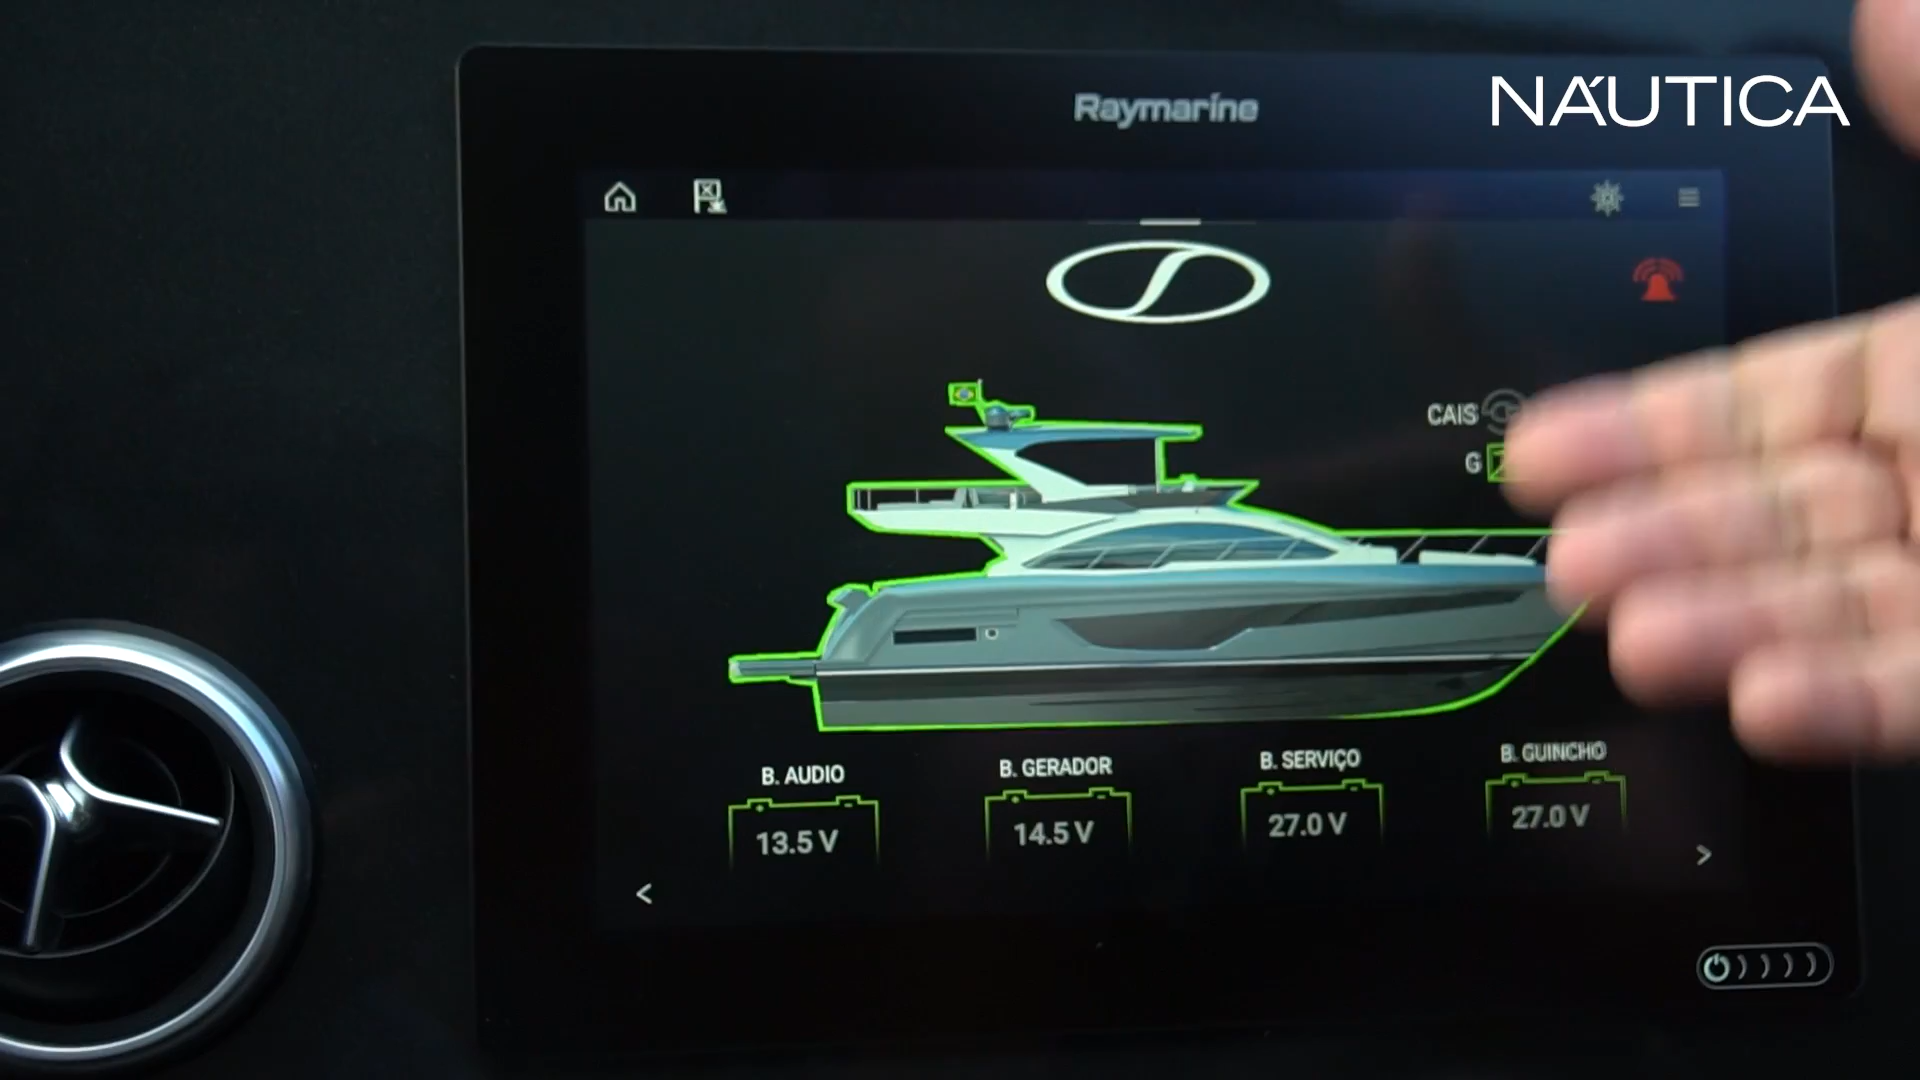 Raymarine
NÁUTICA
CAIS
G
B. AUDIO
B. GERADOR
B. SERVIÇO
B. GUINCHO
13.5 V
14.5 V
27.0 V
27.0 V